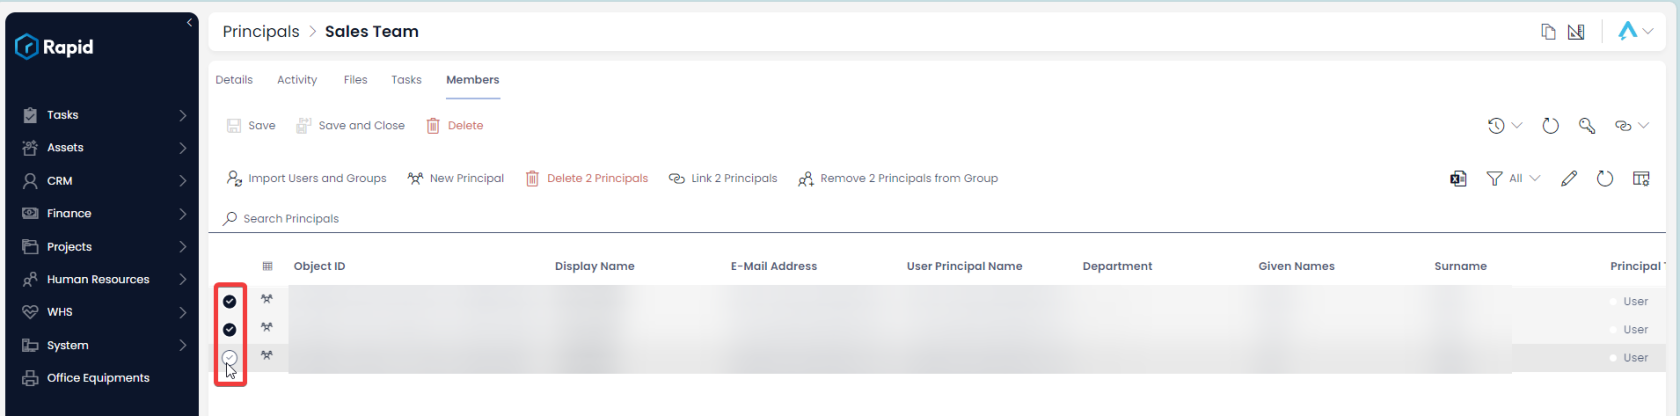 Rapid
Tasks
Assets
CRM
Finance
Projects
Human Resources
WHS
System
Office Equipments
Principals > Sales Team
Details Activity Files Tasks Members
Save Save and Close Delete
Import Users and Groups New Principal Delete 2 Principals Link 2 Principals Remove 2 Principals from Group All
Search Principals
Object ID Display Name E-Mail Address User Principal Name Department Given Names Surname Principal
User
User
User